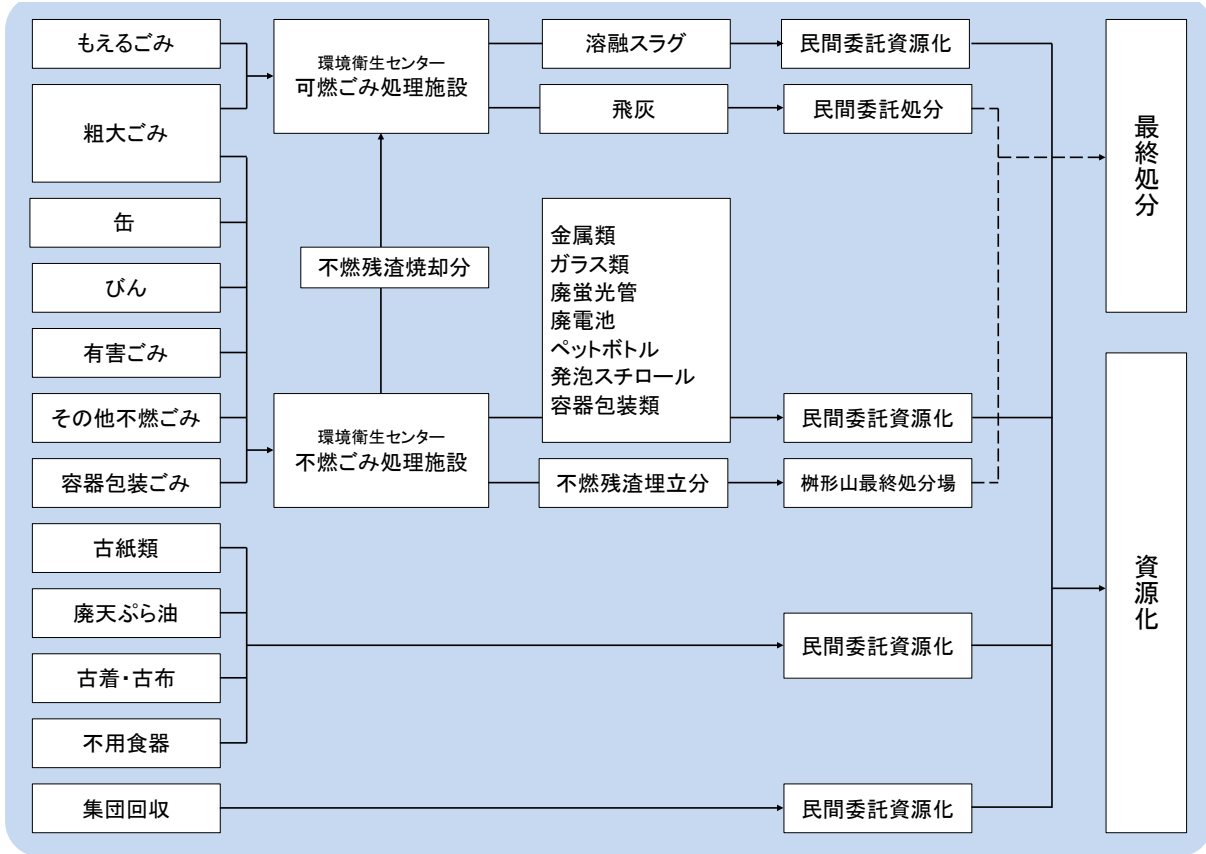 もえるごみ
粗大ごみ
缶
びん
有害ごみ
その他不燃ごみ
容器包装ごみ
古紙類
廃天ぷら油
古着・古布
不用食器
集団回収
環境衛生センター
可燃ごみ処理施設
不燃残渣焼却分
環境衛生センター
不燃ごみ処理施設
溶融スラグ
飛灰
金属類
ガラス類
廃蛍光管
廃電池
ペットボトル
発泡スチロール
容器包装類
不燃残渣埋立分
民間委託資源化
民間委託処分
民間委託資源化
桝形山最終処分場
民間委託資源化
民間委託資源化
最終処分
資源化